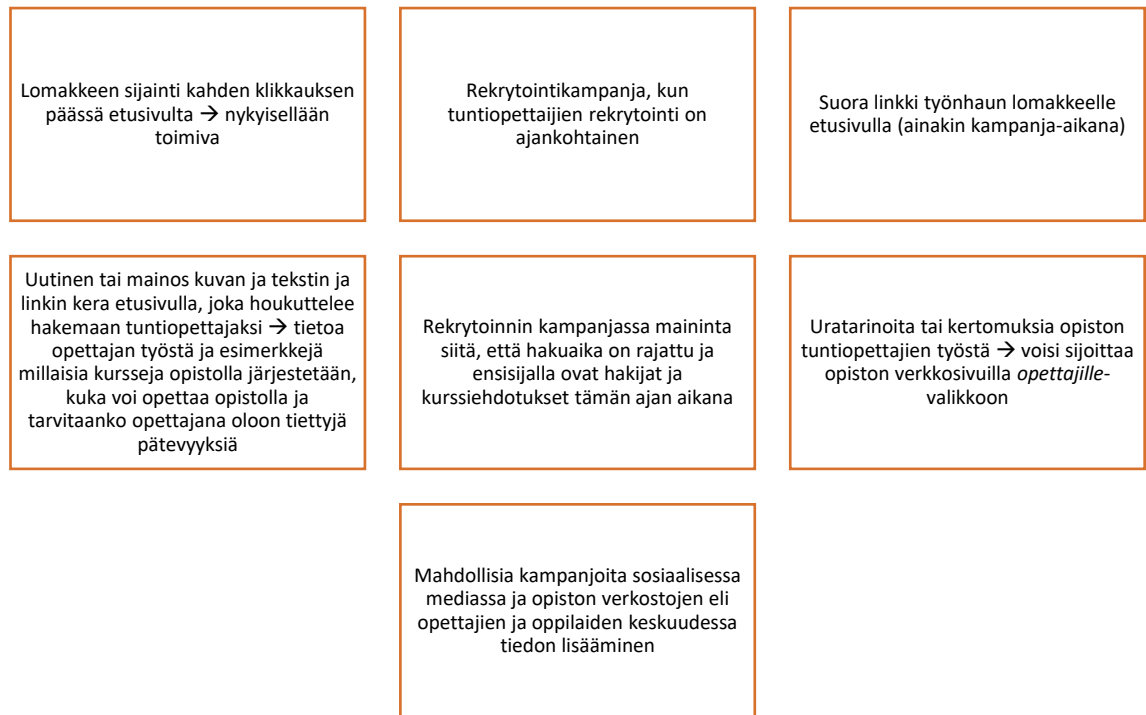 Lomakkeen sijainti kahden klikkauksen
päässä etusivulta → nykyisellään
toimiva
Rekrytointikampanja, kun
tuntiopettaijien rekrytointi on
ajankohtainen
Suora linkki työnhaun lomakkeelle
etusivulla (ainakin kampanja-aikana)
Uutinen tai mainos kuvan ja tekstin ja
linkin kera etusivulla, joka houkuttelee
hakemaan tuntiopettajaksi → tietoa
opettajan työstä ja esimerkkejä
millaisia kursseja opistolla järjestetään,
kuka voi opettaa opistolla ja
tarvitaanko opettajana oloon tiettyjä
pätevyyksiä
Rekrytoinnin kampanjassa maininta
siitä, että hakuaika on rajattu ja
ensisijalla ovat hakijat ja
kurssiehdotukset tämän ajan aikana
Uratarinoita tai kertomuksia opiston
tuntiopettajien työstä → voisi sijoittaa
opiston verkkosivuilla opettajille-
valikkoon
Mahdollisia kampanjoita sosiaalisessa
mediassa ja opiston verkostojen eli
opettajien ja oppilaiden keskuudessa
tiedon lisääminen